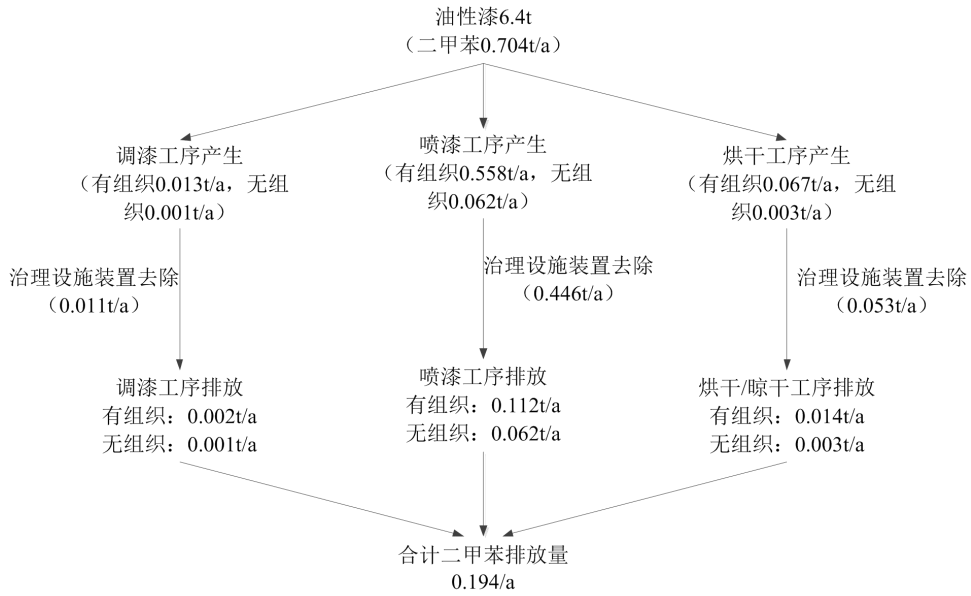 油性漆6.4t
（二甲苯0.704t/a）
调漆工序产生
（有组织0.013t/a，无组
织0.001t/a）
喷漆工序产生
（有组织0.558t/a，无组
织0.062t/a）
烘干工序产生
（有组织0.067t/a，无组
织0.003t/a）
治理设施装置去除
（0.011t/a）
治理设施装置去除
（0.446t/a）
治理设施装置去除
（0.053t/a）
调漆工序排放
有组织：0.002t/a
无组织：0.001t/a
喷漆工序排放
有组织：0.112t/a
无组织：0.062t/a
烘干/晾干工序排放
有组织：0.014t/a
无组织：0.003t/a
合计二甲苯排放量
0.194/a